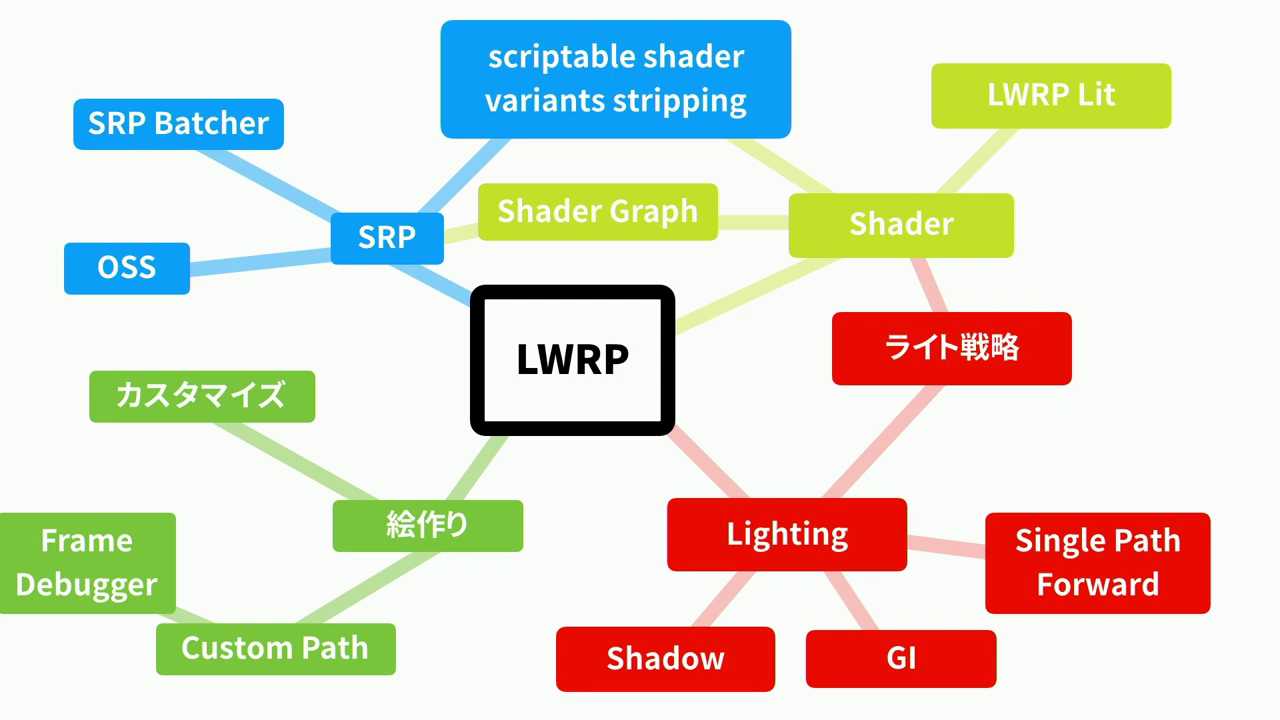 scriptable shader
variants stripping
LWRP Lit
SRP Batcher
Shader Graph
Shader
SRP
OSS
LWRP
ライト戦略
カスタマイズ
絵作り
Lighting
Frame
Debugger
Single Path
Forward
Custom Path
Shadow
GI